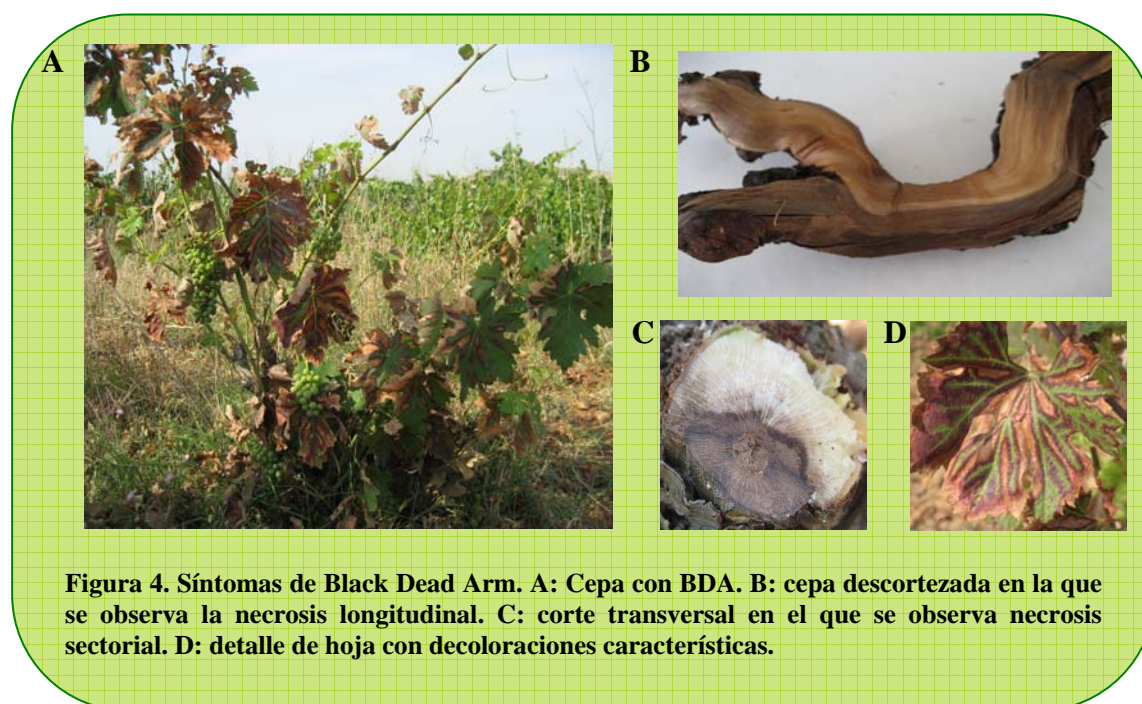 A
B
C
D
Figura 4. Síntomas de Black Dead Arm. A: Cepa con BDA. B: cepa descortezada en la que
se observa la necrosis longitudinal. C: corte transversal en el que se observa necrosis
sectorial. D: detalle de hoja con decoloraciones características.